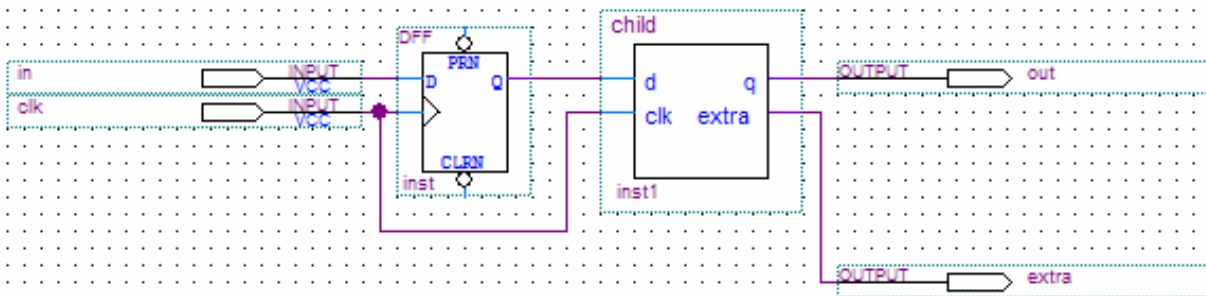 in
INPUT
VCC
clk
INPUT
VCC
DFF
PRN
D
Q
CLRN
inst
child
d
q
clk
extra
inst1
OUTPUT
out
OUTPUT
extra